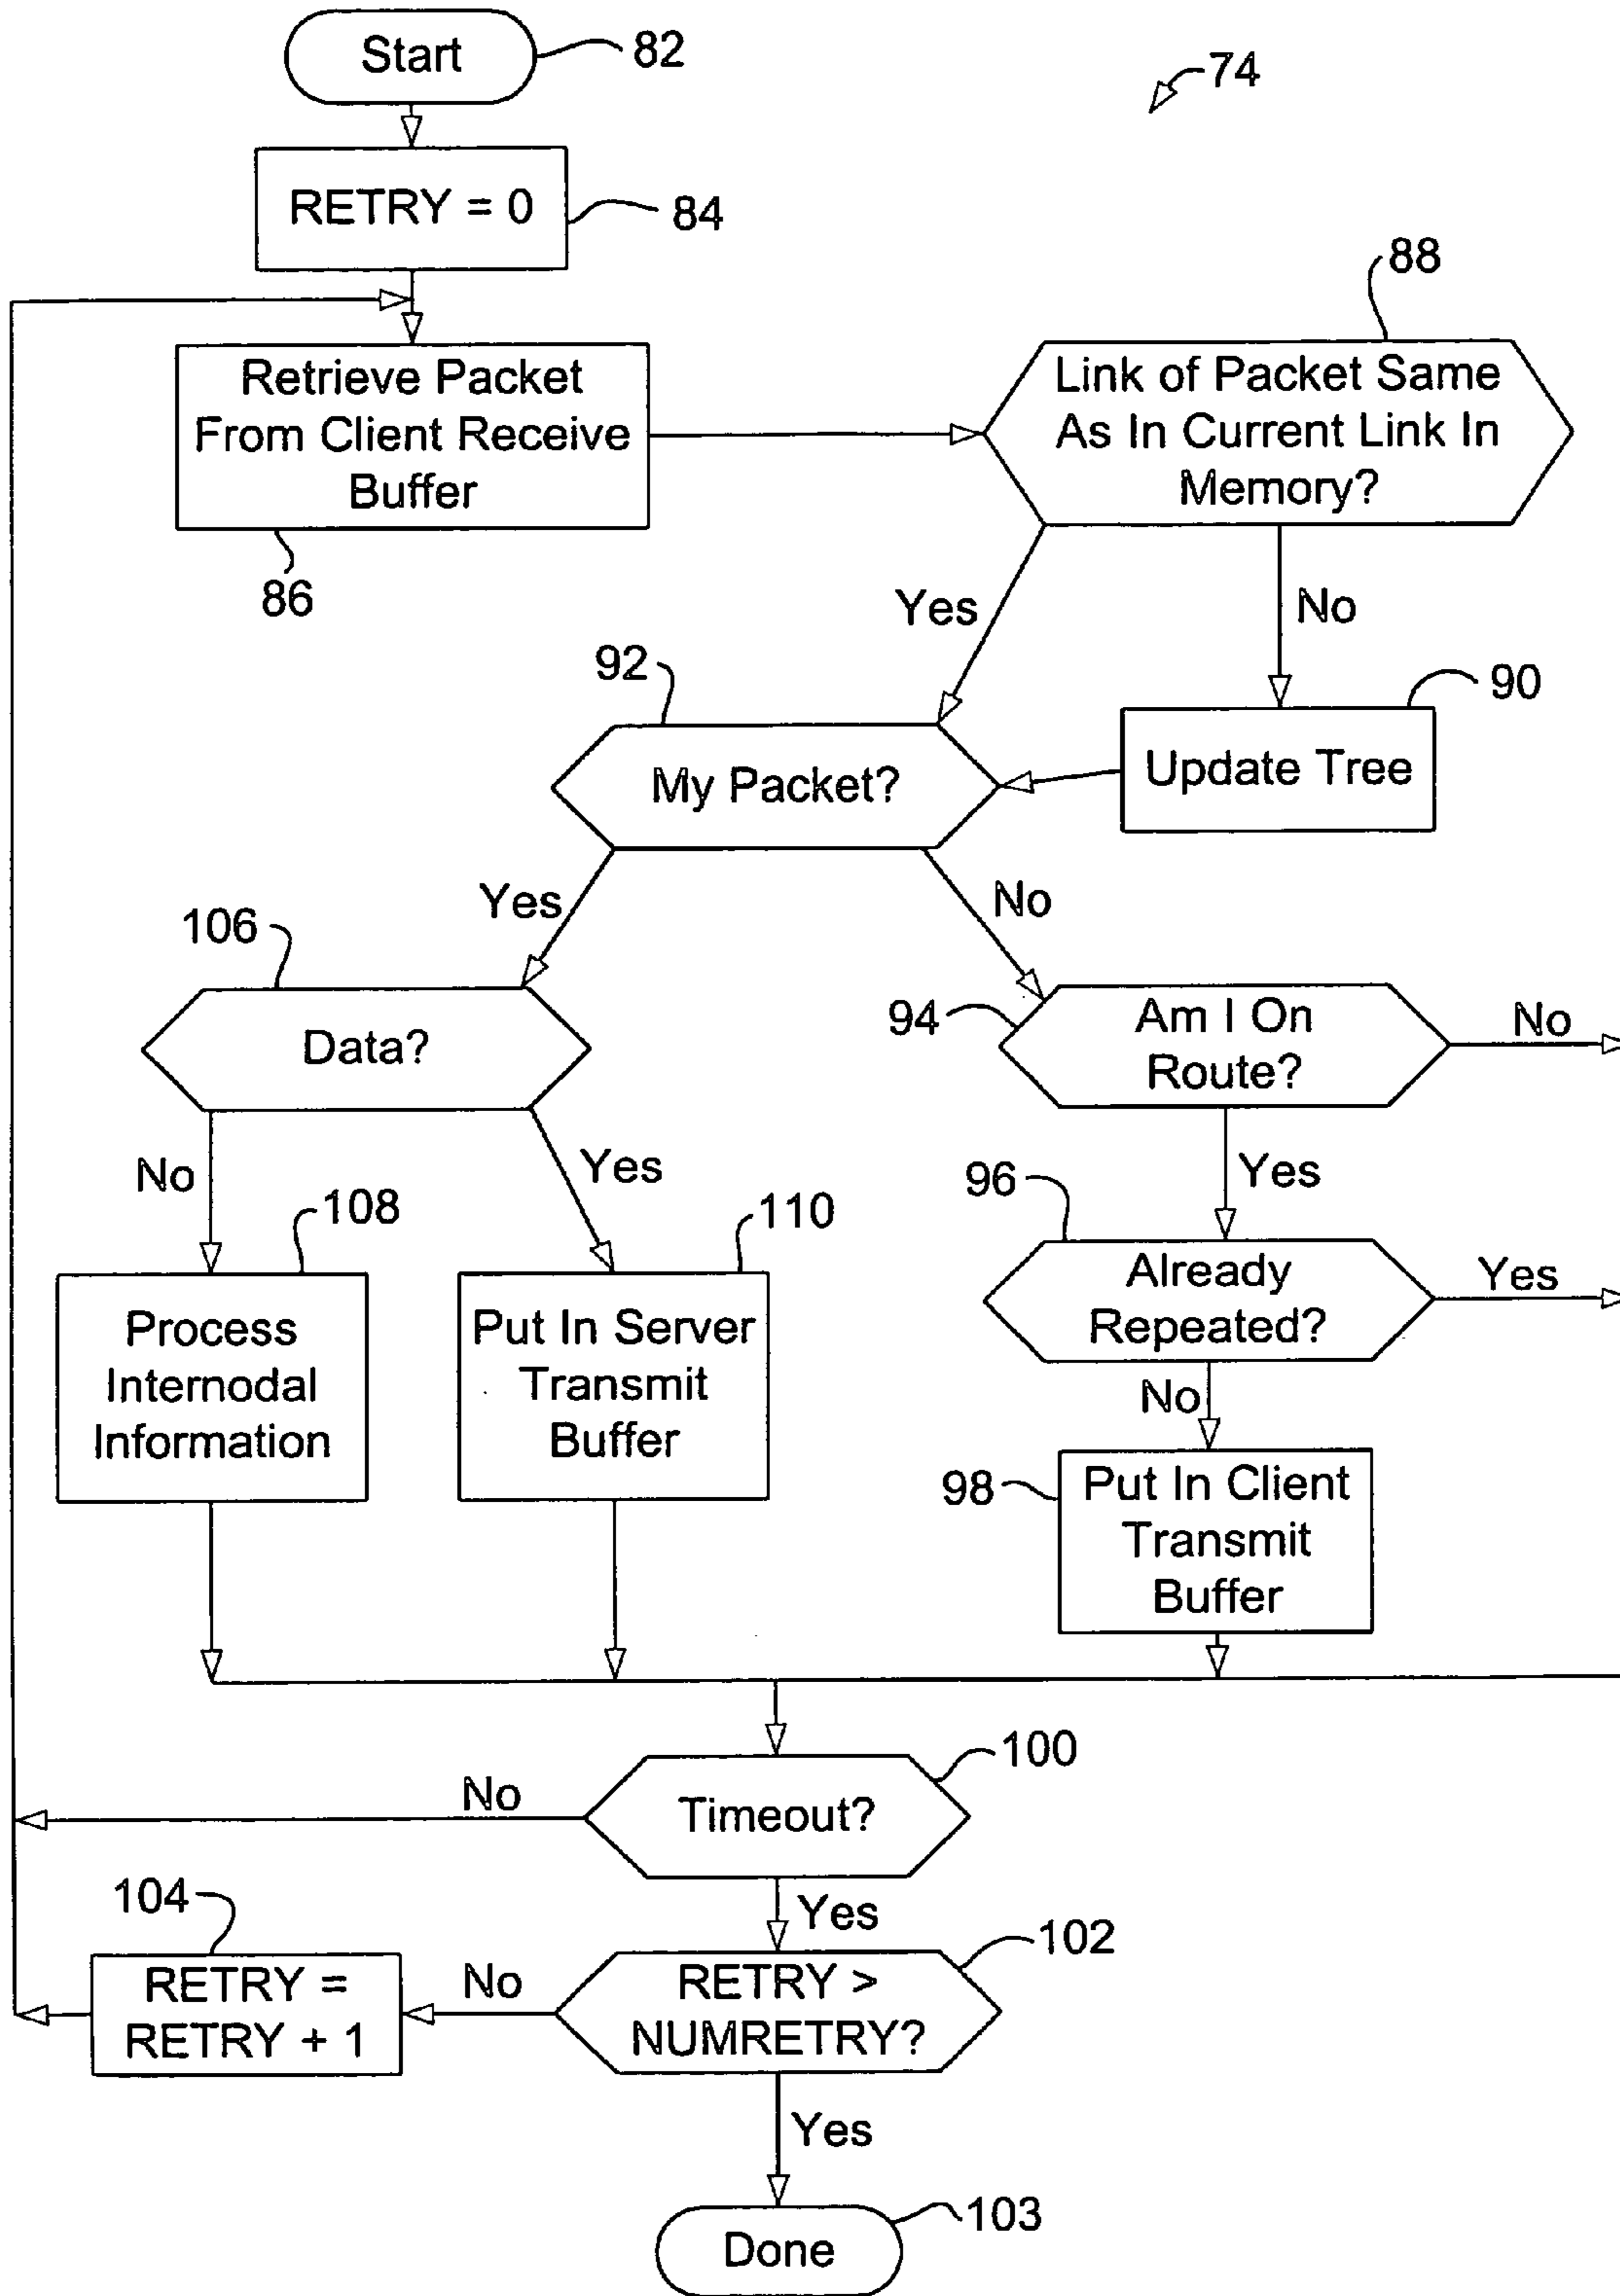 Start
82
74
RETRY = 0
84
88
Retrieve Packet
From Client Receive
Buffer
86
Link of Packet Same
As In Current Link In
Memory?
Yes
No
92
90
My Packet?
Update Tree
Yes
No
106
Data?
94
Am I On
Route?
No
No
Yes
Yes
96
108
110
Already
Repeated?
Yes
Process
Internodal
Information
Put In Server
Transmit
Buffer
No
98
Put In Client
Transmit
Buffer
100
No
Timeout?
104
Yes
102
RETRY =
RETRY + 1
No
RETRY >
NUMRETRY?
Yes
103
Done